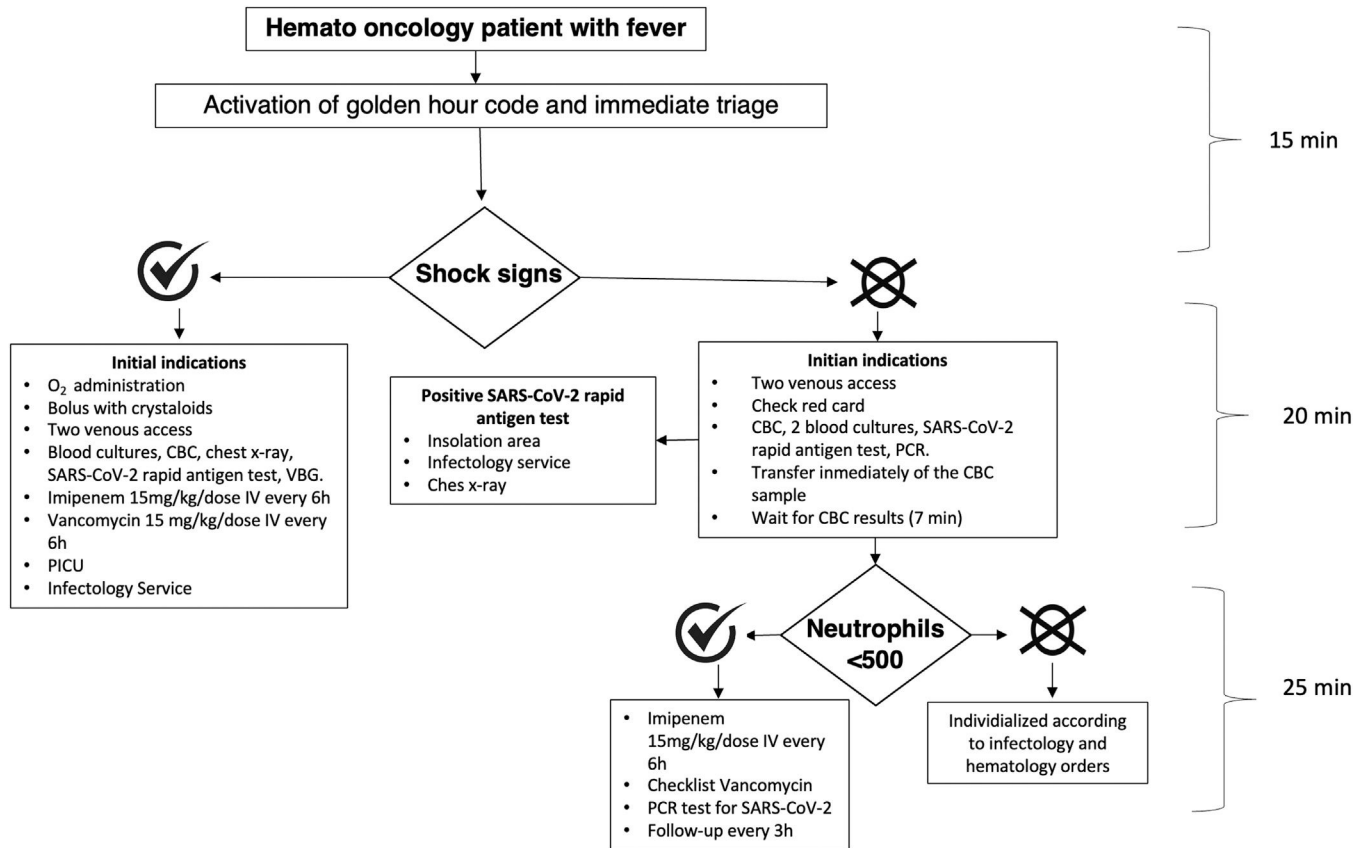 Hemato oncology patient with fever
Activation of golden hour code and immediate triage
15 min
Shock signs
Initial indications
• O₂ administration
• Bolus with crystaloids
• Two venous access
• Blood cultures, CBC, chest x-ray,
SARS-CoV-2 rapid antigen test, VBG.
• Imipenem 15mg/kg/dose IV every 6h
• Vancomycin 15 mg/kg/dose IV every
6h
• PICU
• Infectology Service
Positive SARS-CoV-2 rapid
antigen test
• Insolation area
• Infectology service
• Ches x-ray
Initian indications
• Two venous access
• Check red card
• CBC, 2 blood cultures, SARS-CoV-2
rapid antigen test, PCR.
• Transfer inmediately of the CBC
sample
• Wait for CBC results (7 min)
20 min
Neutrophils
<500
• Imipenem
15mg/kg/dose IV every
6h
• Checklist Vancomycin
• PCR test for SARS-CoV-2
• Follow-up every 3h
Individialized according
to infectology and
hematology orders
25 min